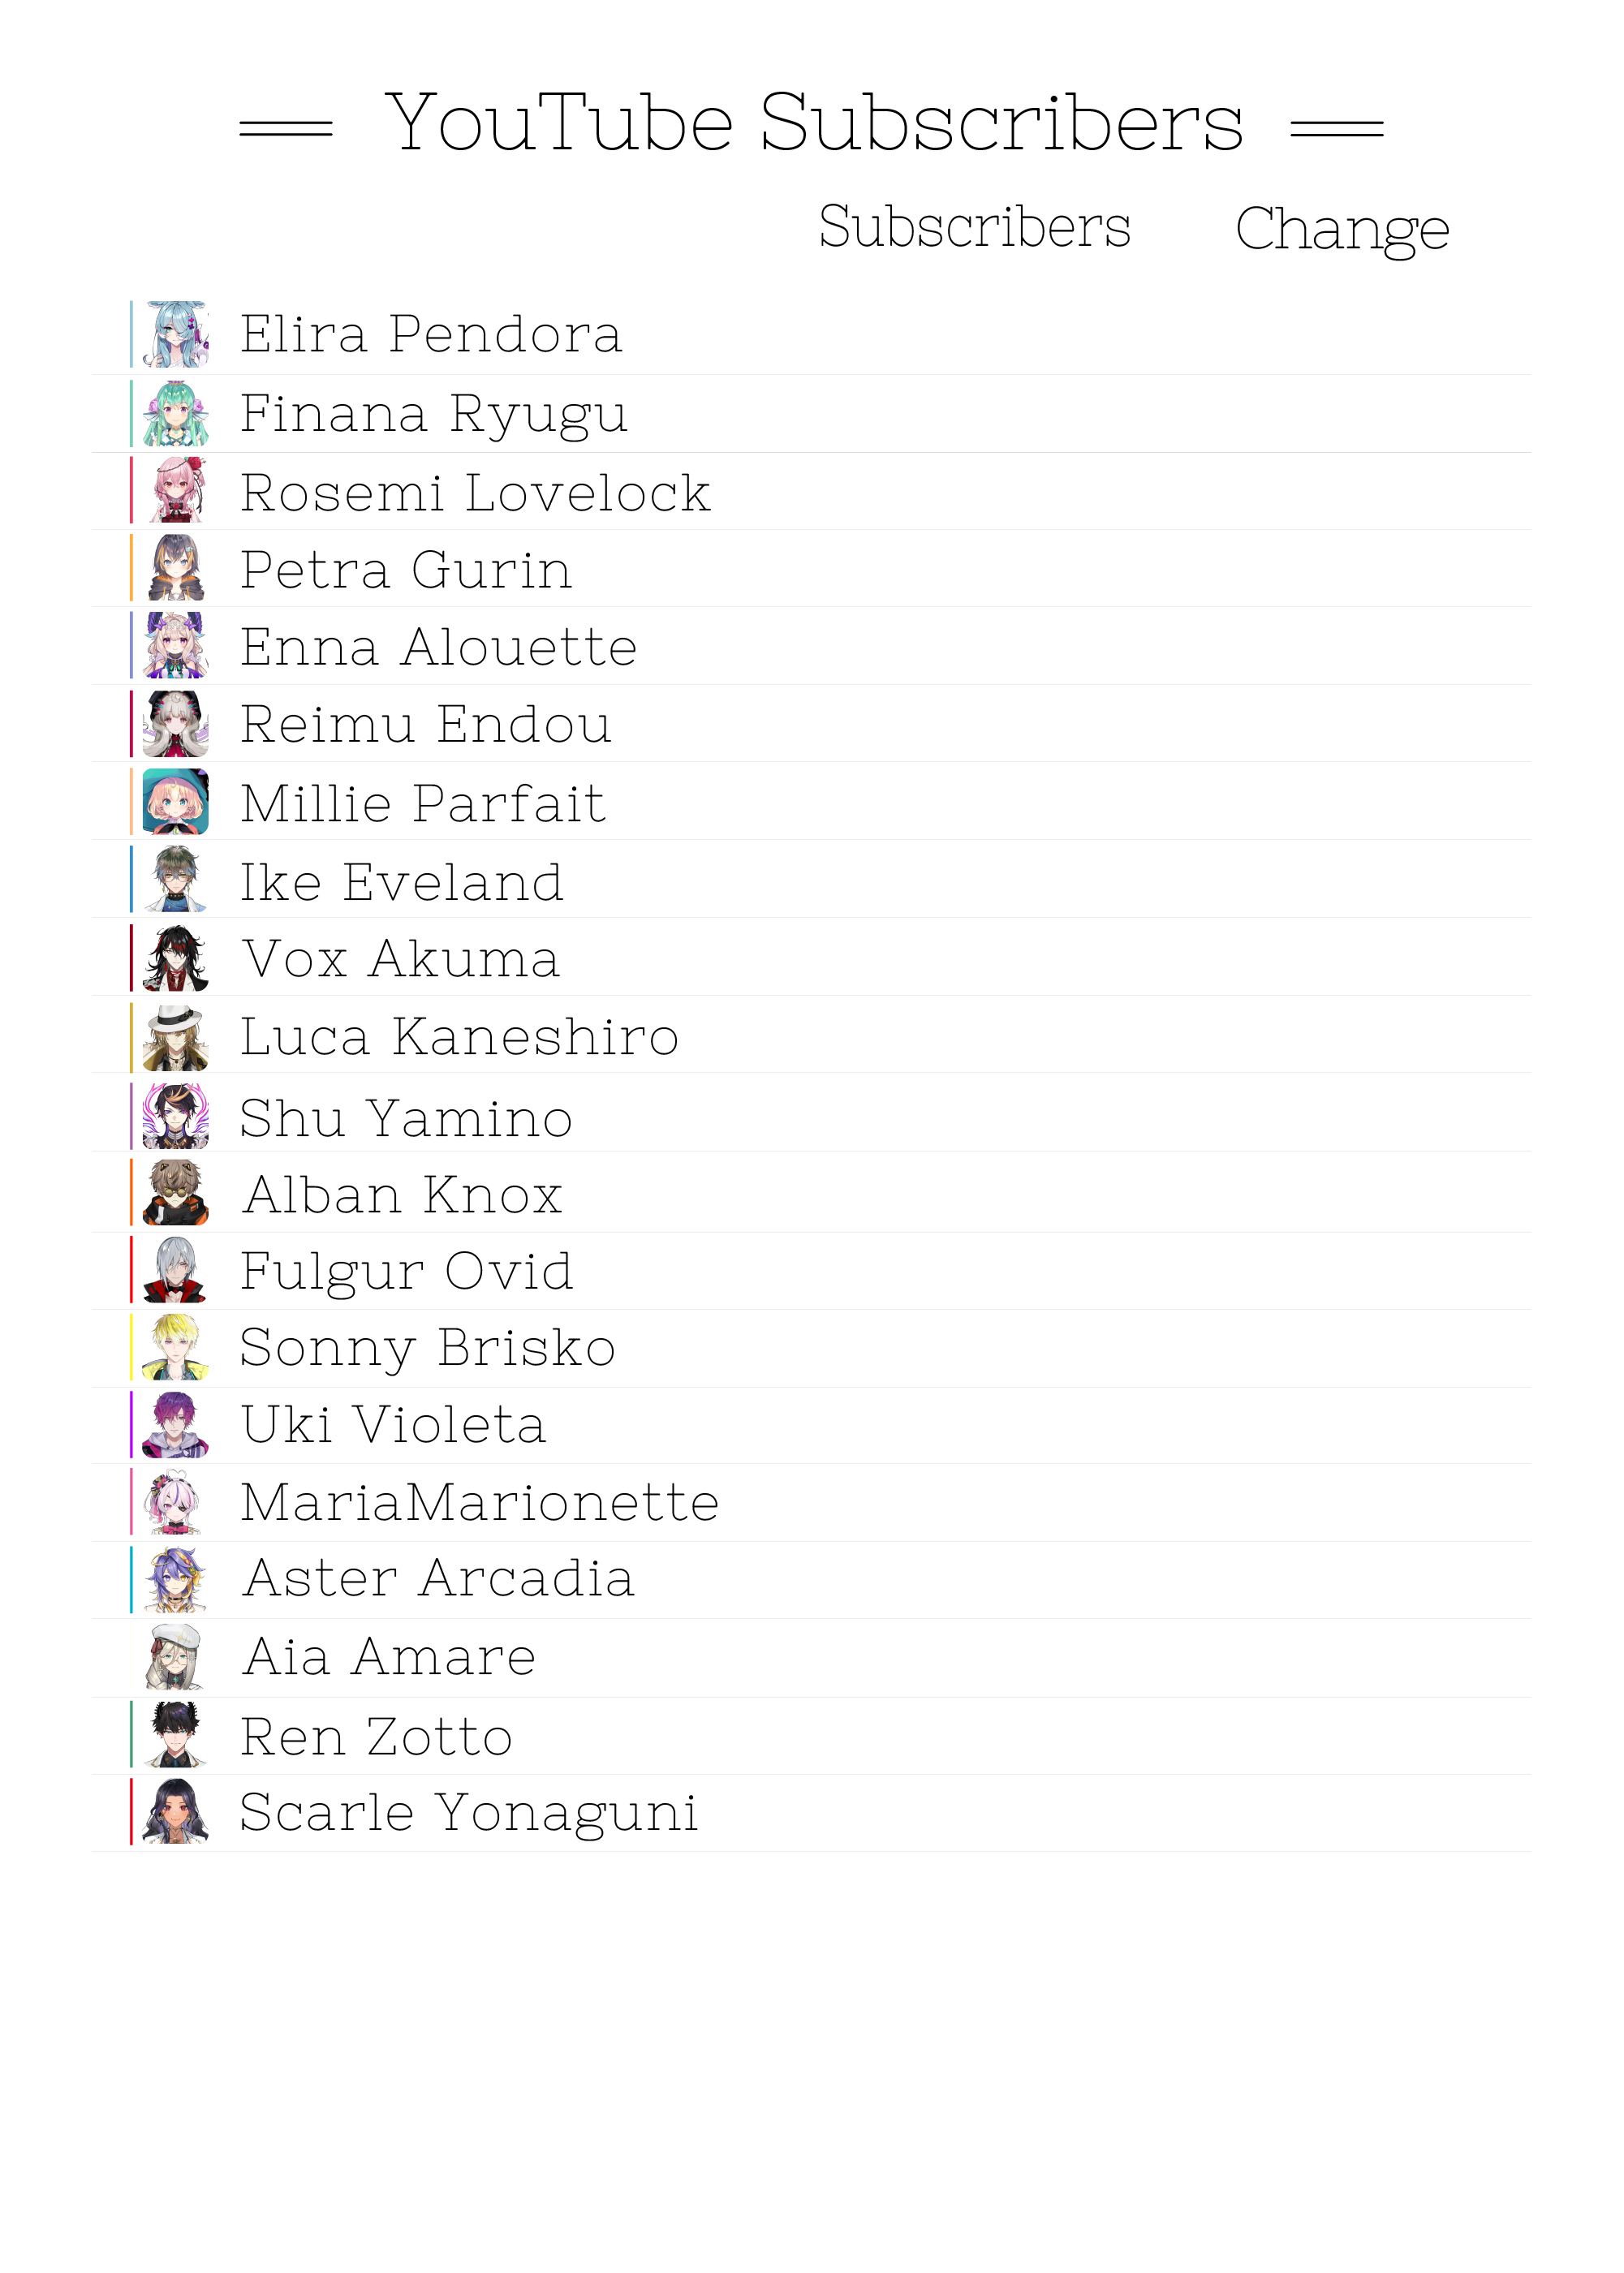 YouTube Subscribers
Subscribers Change
Elira Pendora
Finana Ryugu
Rosemi Lovelock
Petra Gurin
Enna Alouette
Reimu Endou
Millie Parfait
Ike Eveland
Vox Akuma
Luca Kaneshiro
Shu Yamino
Alban Knox
Fulgur Ovid
Sonny Brisko
Uki Violeta
MariaMarionette
Aster Arcadia
Aia Amare
Ren Zotto
Scarle Yonaguni